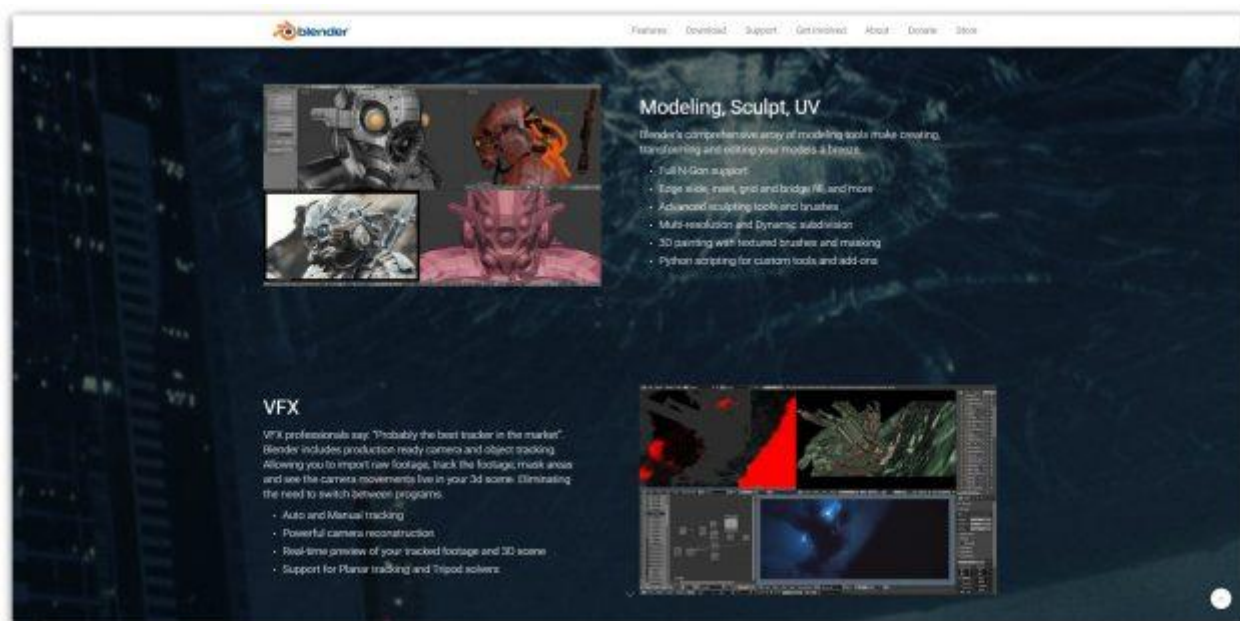 blender
Features Download Support Get Involved About Donate Store
Modeling, Sculpt, UV
Blender's comprehensive array of modeling tools make creating,
transforming and editing your models a breeze.
• Full N-Gon support
• Edge slide, inset, grid and bridge fill, and more
• Advanced sculpting tools and brushes
• Multi-resolution and Dynamic subdivision
• 3D painting with textured brushes and masking
• Python scripting for custom tools and add-ons
VFX
VFX professionals say: "Probably the best tracker in the market".
Blender includes production ready camera and object tracking.
Allowing you to import raw footage, track the footage, mask areas
and see the camera movements live in your 3d scene. Eliminating
the need to switch between programs.
• Auto and Manual tracking
• Powerful camera reconstruction
• Real-time preview of your tracked footage and 3D scene
• Support for Planar tracking and Tripod solvers